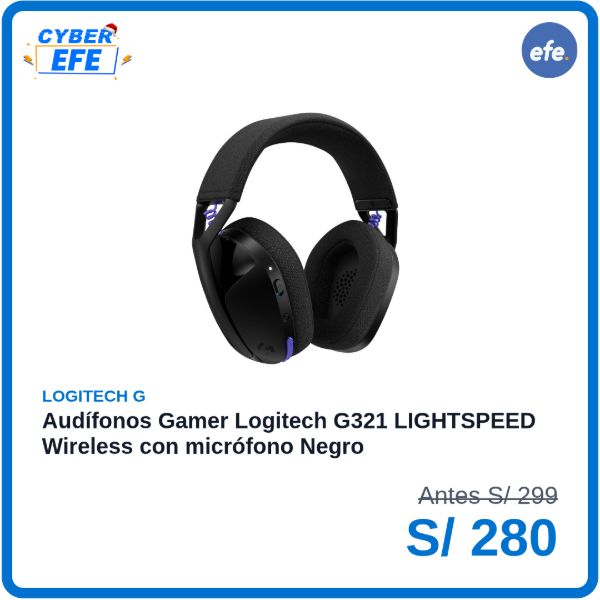 CYBER
EFE
efe.
LOGITECH G
Audífonos Gamer Logitech G321 LIGHTSPEED
Wireless con micrófono Negro
Antes S/ 299
S/ 280